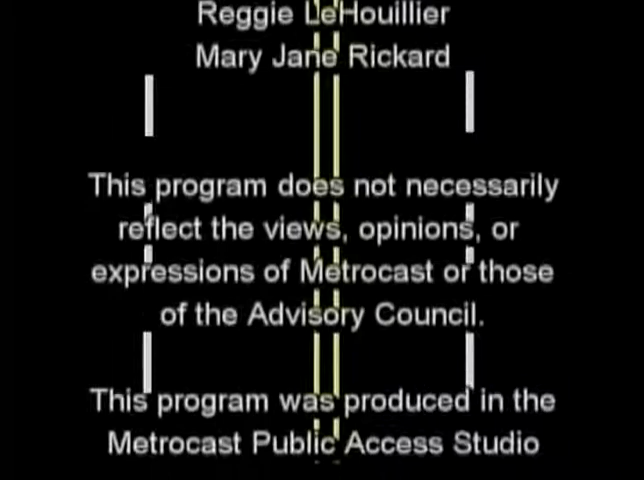 Reggie LeHouillier
Mary Jane Rickard
This program does not necessarily
reflect the views, opinions, or
expressions of Metrocast or those
of the Advisory Council.
This program was produced in the
Metrocast Public Access Studio